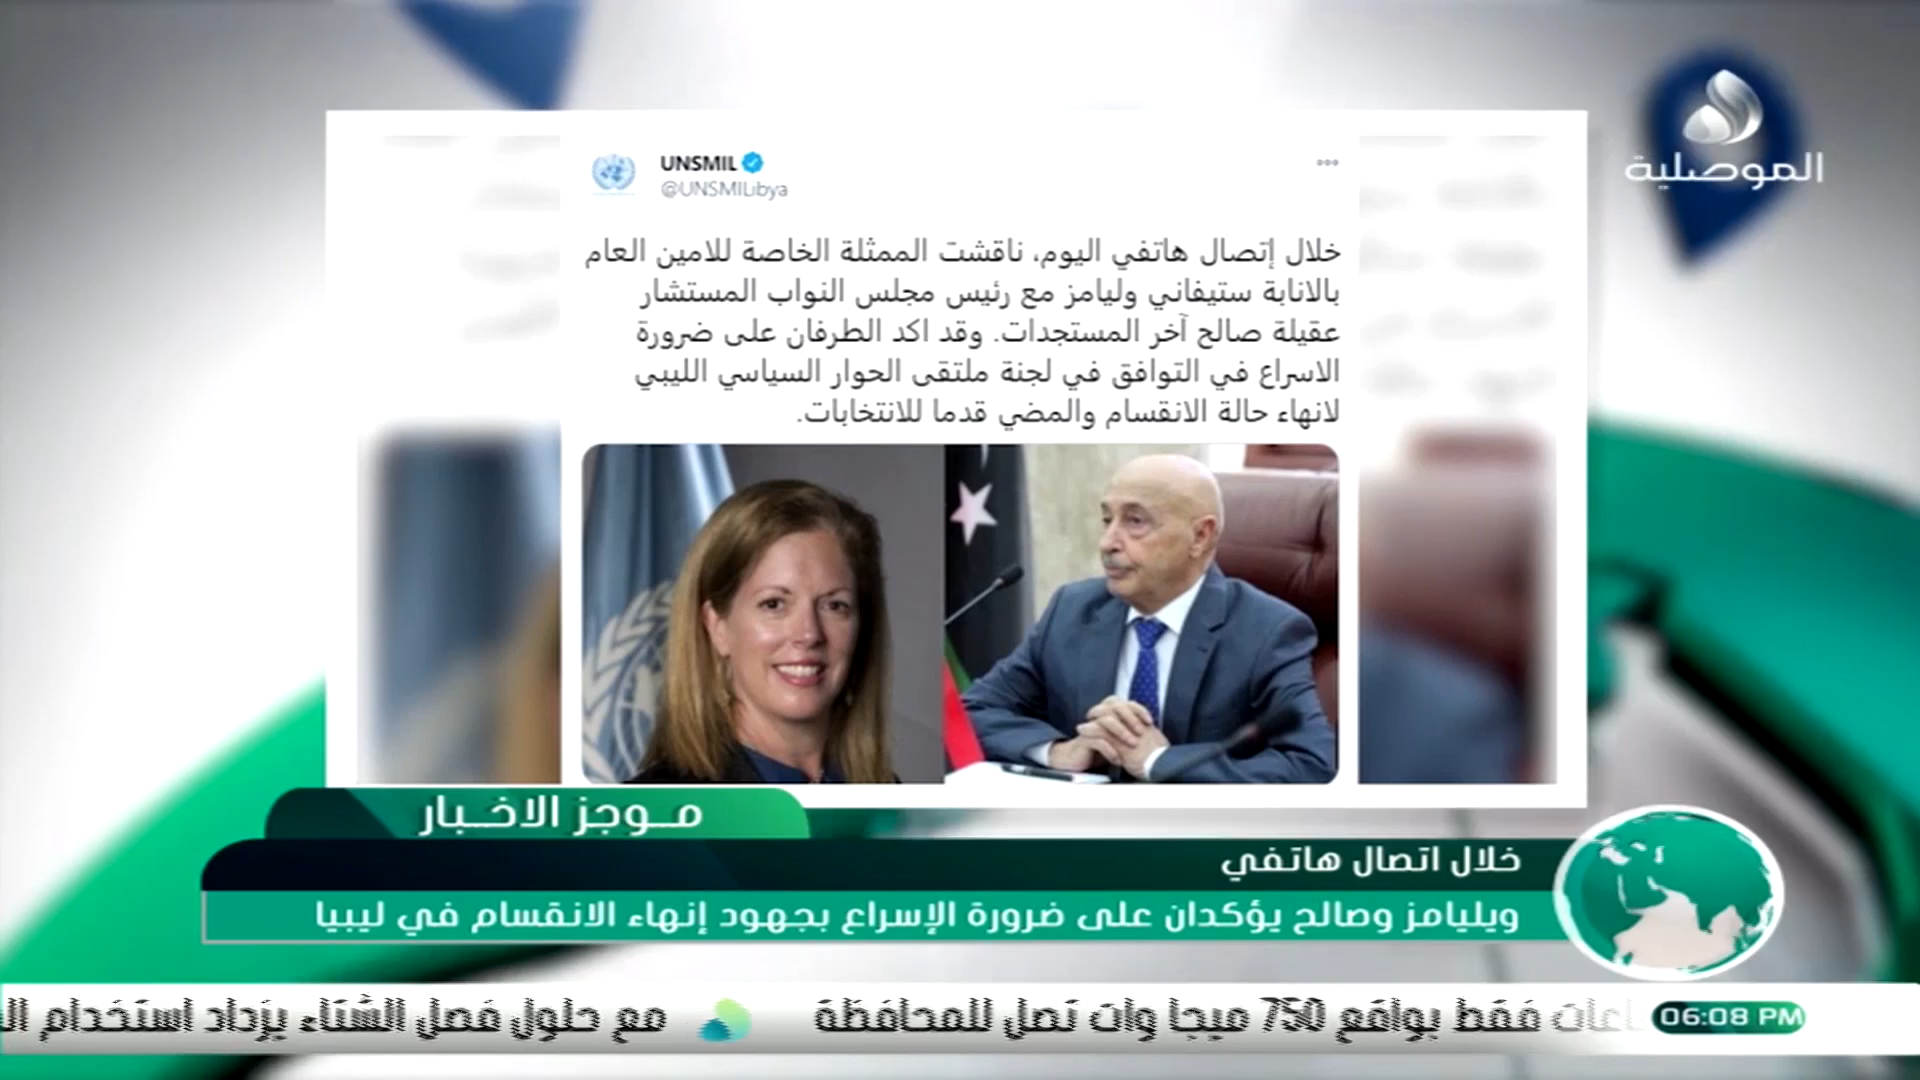 الموصلية
UNSMIL
@UNSMILibya
خلال إتصال هاتفي اليوم، ناقشت الممثلة الخاصة للامين العام
بالانابة ستيفاني وليامز مع رئيس مجلس النواب المستشار
عقيلة صالح آخر المستجدات. وقد اكد الطرفان على ضرورة
الاسراع في التوافق في لجنة ملتقى الحوار السياسي الليبي
لانهاء حالة الانقسام والمضي قدما للانتخابات.
مـوجز الاخـبار
خلال اتصال هاتفي
ويليامز وصالح يؤكدان على ضرورة الإسراع بجهود إنهاء الانقسام في ليبيا
فقط بواقع 750 ميجا وات تصل للمحافظة
مع حلول فصل الشتاء يزداد استخدام
06:08 PM